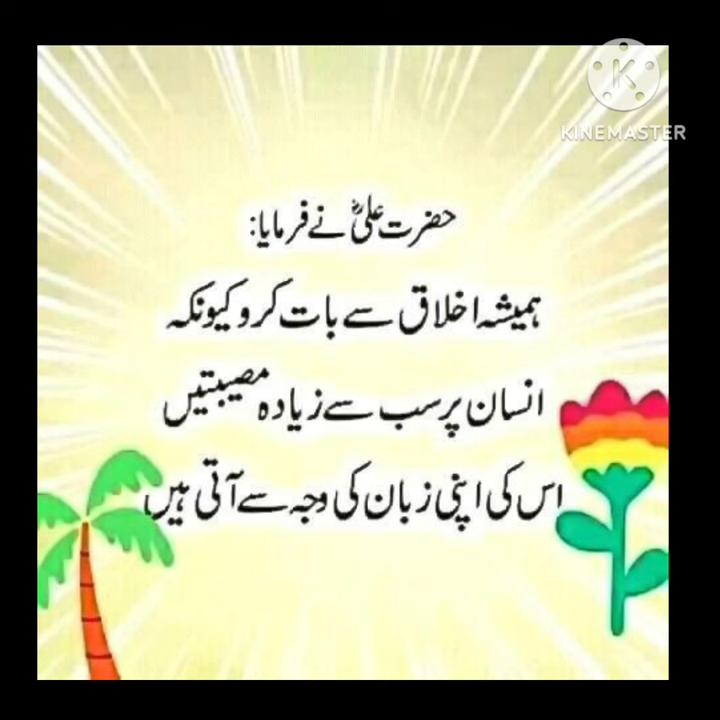 KINEMASTER
حضرت علیؓ نے فرمایا:
ہمیشہ اخلاق سے بات کرو کیونکہ
انسان پر سب سے زیادہ مصیبتیں
اس کی اپنی زبان کی وجہ سے آتی ہیں